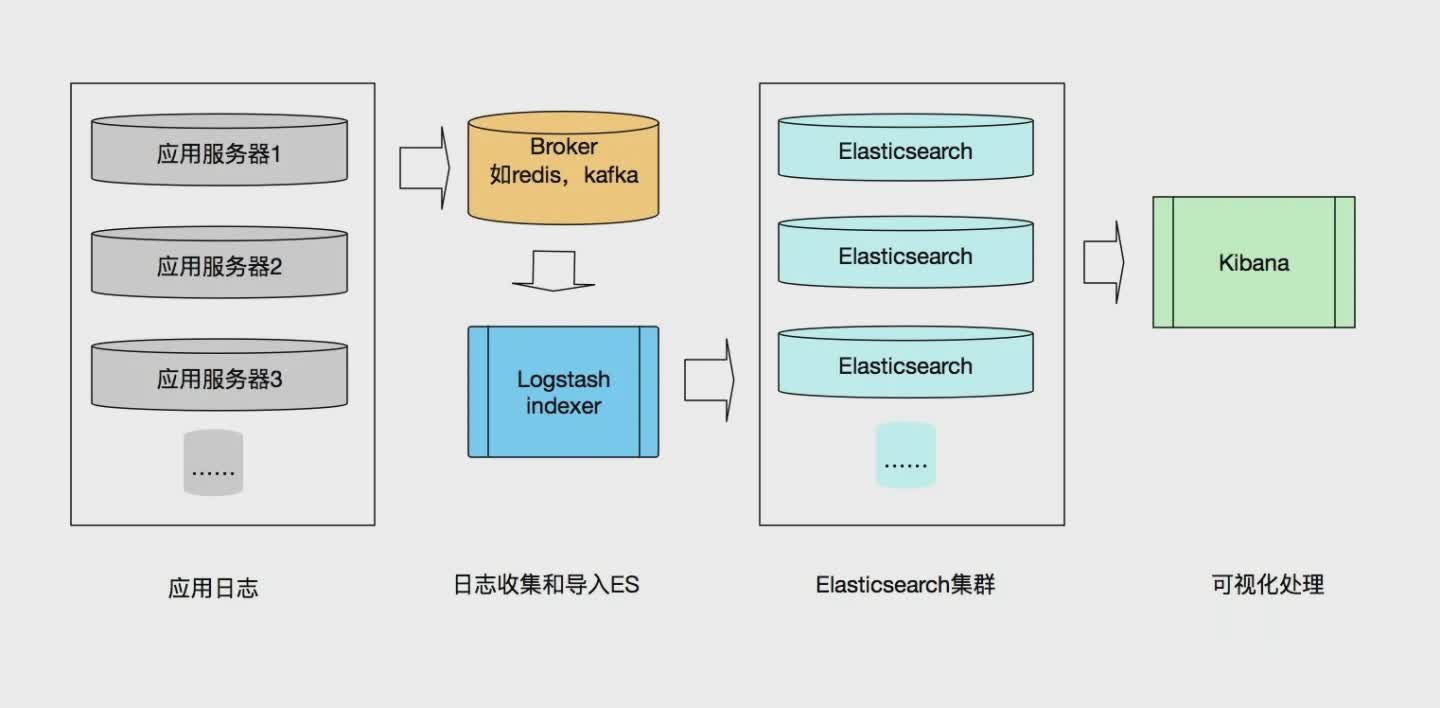 应用服务器1
应用服务器2
应用服务器3
......
应用日志
Broker
如redis，kafka
Logstash
indexer
日志收集和导入ES
Elasticsearch
Elasticsearch
Elasticsearch
......
Elasticsearch集群
Kibana
可视化处理